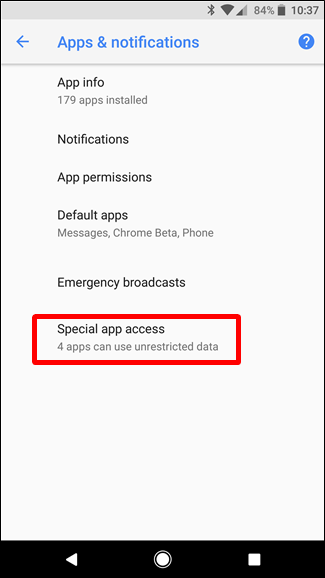 84% 10:37
Apps & notifications ?
App info
179 apps installed
Notifications
App permissions
Default apps
Messages, Chrome Beta, Phone
Emergency broadcasts
Special app access
4 apps can use unrestricted data